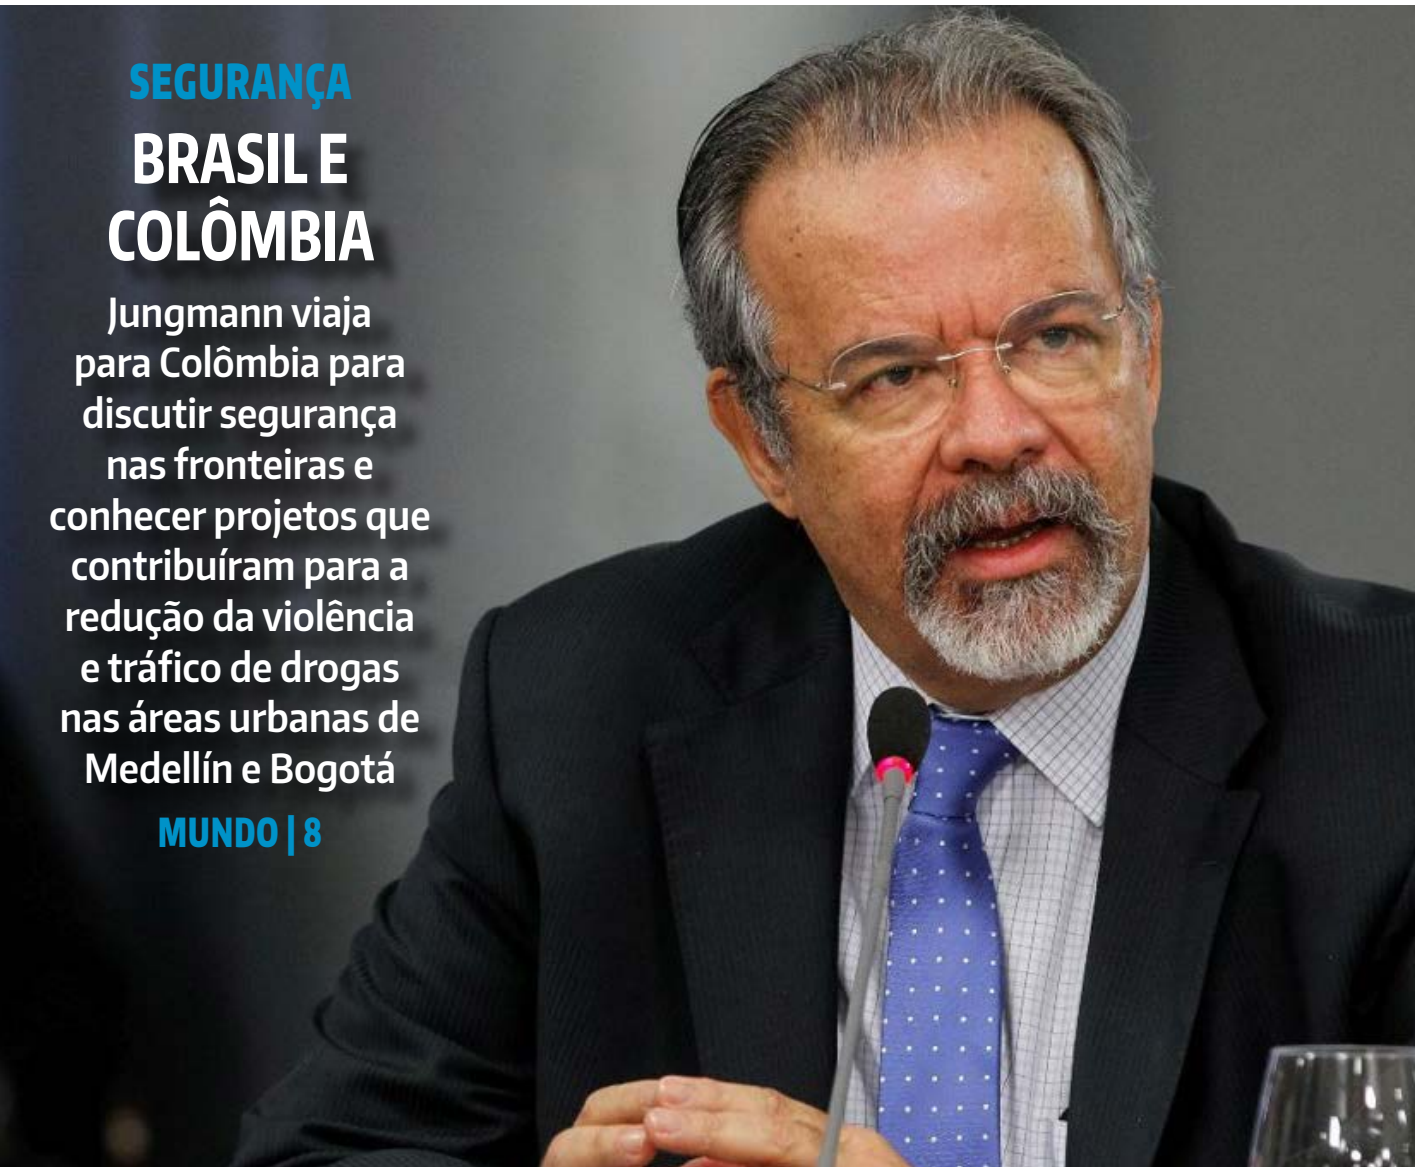 SEGURANÇA
BRASIL E
COLÔMBIA
Jungmann viaja
para Colômbia para
discutir segurança
nas fronteiras e
conhecer projetos que
contribuíram para a
redução da violência
e tráfico de drogas
nas áreas urbanas de
Medellín e Bogotá
MUNDO | 8